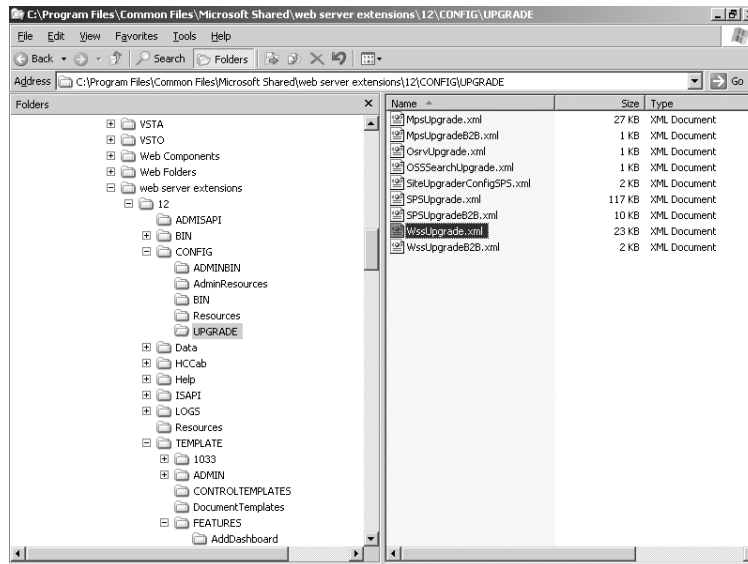 C:\Program Files\Common Files\Microsoft Shared\web server extensions\12\CONFIG\UPGRADE
File Edit View Favorites Tools Help
Back Search Folders
Address C:\Program Files\Common Files\Microsoft Shared\web server extensions\12\CONFIG\UPGRADE Go
Folders x
VSTA
VSTO
Web Components
Web Folders
web server extensions
12
ADMISAPI
BIN
CONFIG
ADMINBIN
AdminResources
BIN
Resources
UPGRADE
Data
HCCab
Help
ISAPI
LOGS
Resources
TEMPLATE
1033
ADMIN
CONTROLTEMPLATES
DocumentTemplates
FEATURES
AddDashboard
Name Size Type
MpsUpgrade.xml 27 KB XML Document
MpsUpgradeB2B.xml 1 KB XML Document
OsrvUpgrade.xml 1 KB XML Document
OSSSearchUpgrade.xml 1 KB XML Document
SiteUpgraderConfigSPS.xml 2 KB XML Document
SPSUpgrade.xml 117 KB XML Document
SPSUpgradeB2B.xml 10 KB XML Document
WssUpgrade.xml 23 KB XML Document
WssUpgradeB2B.xml 2 KB XML Document